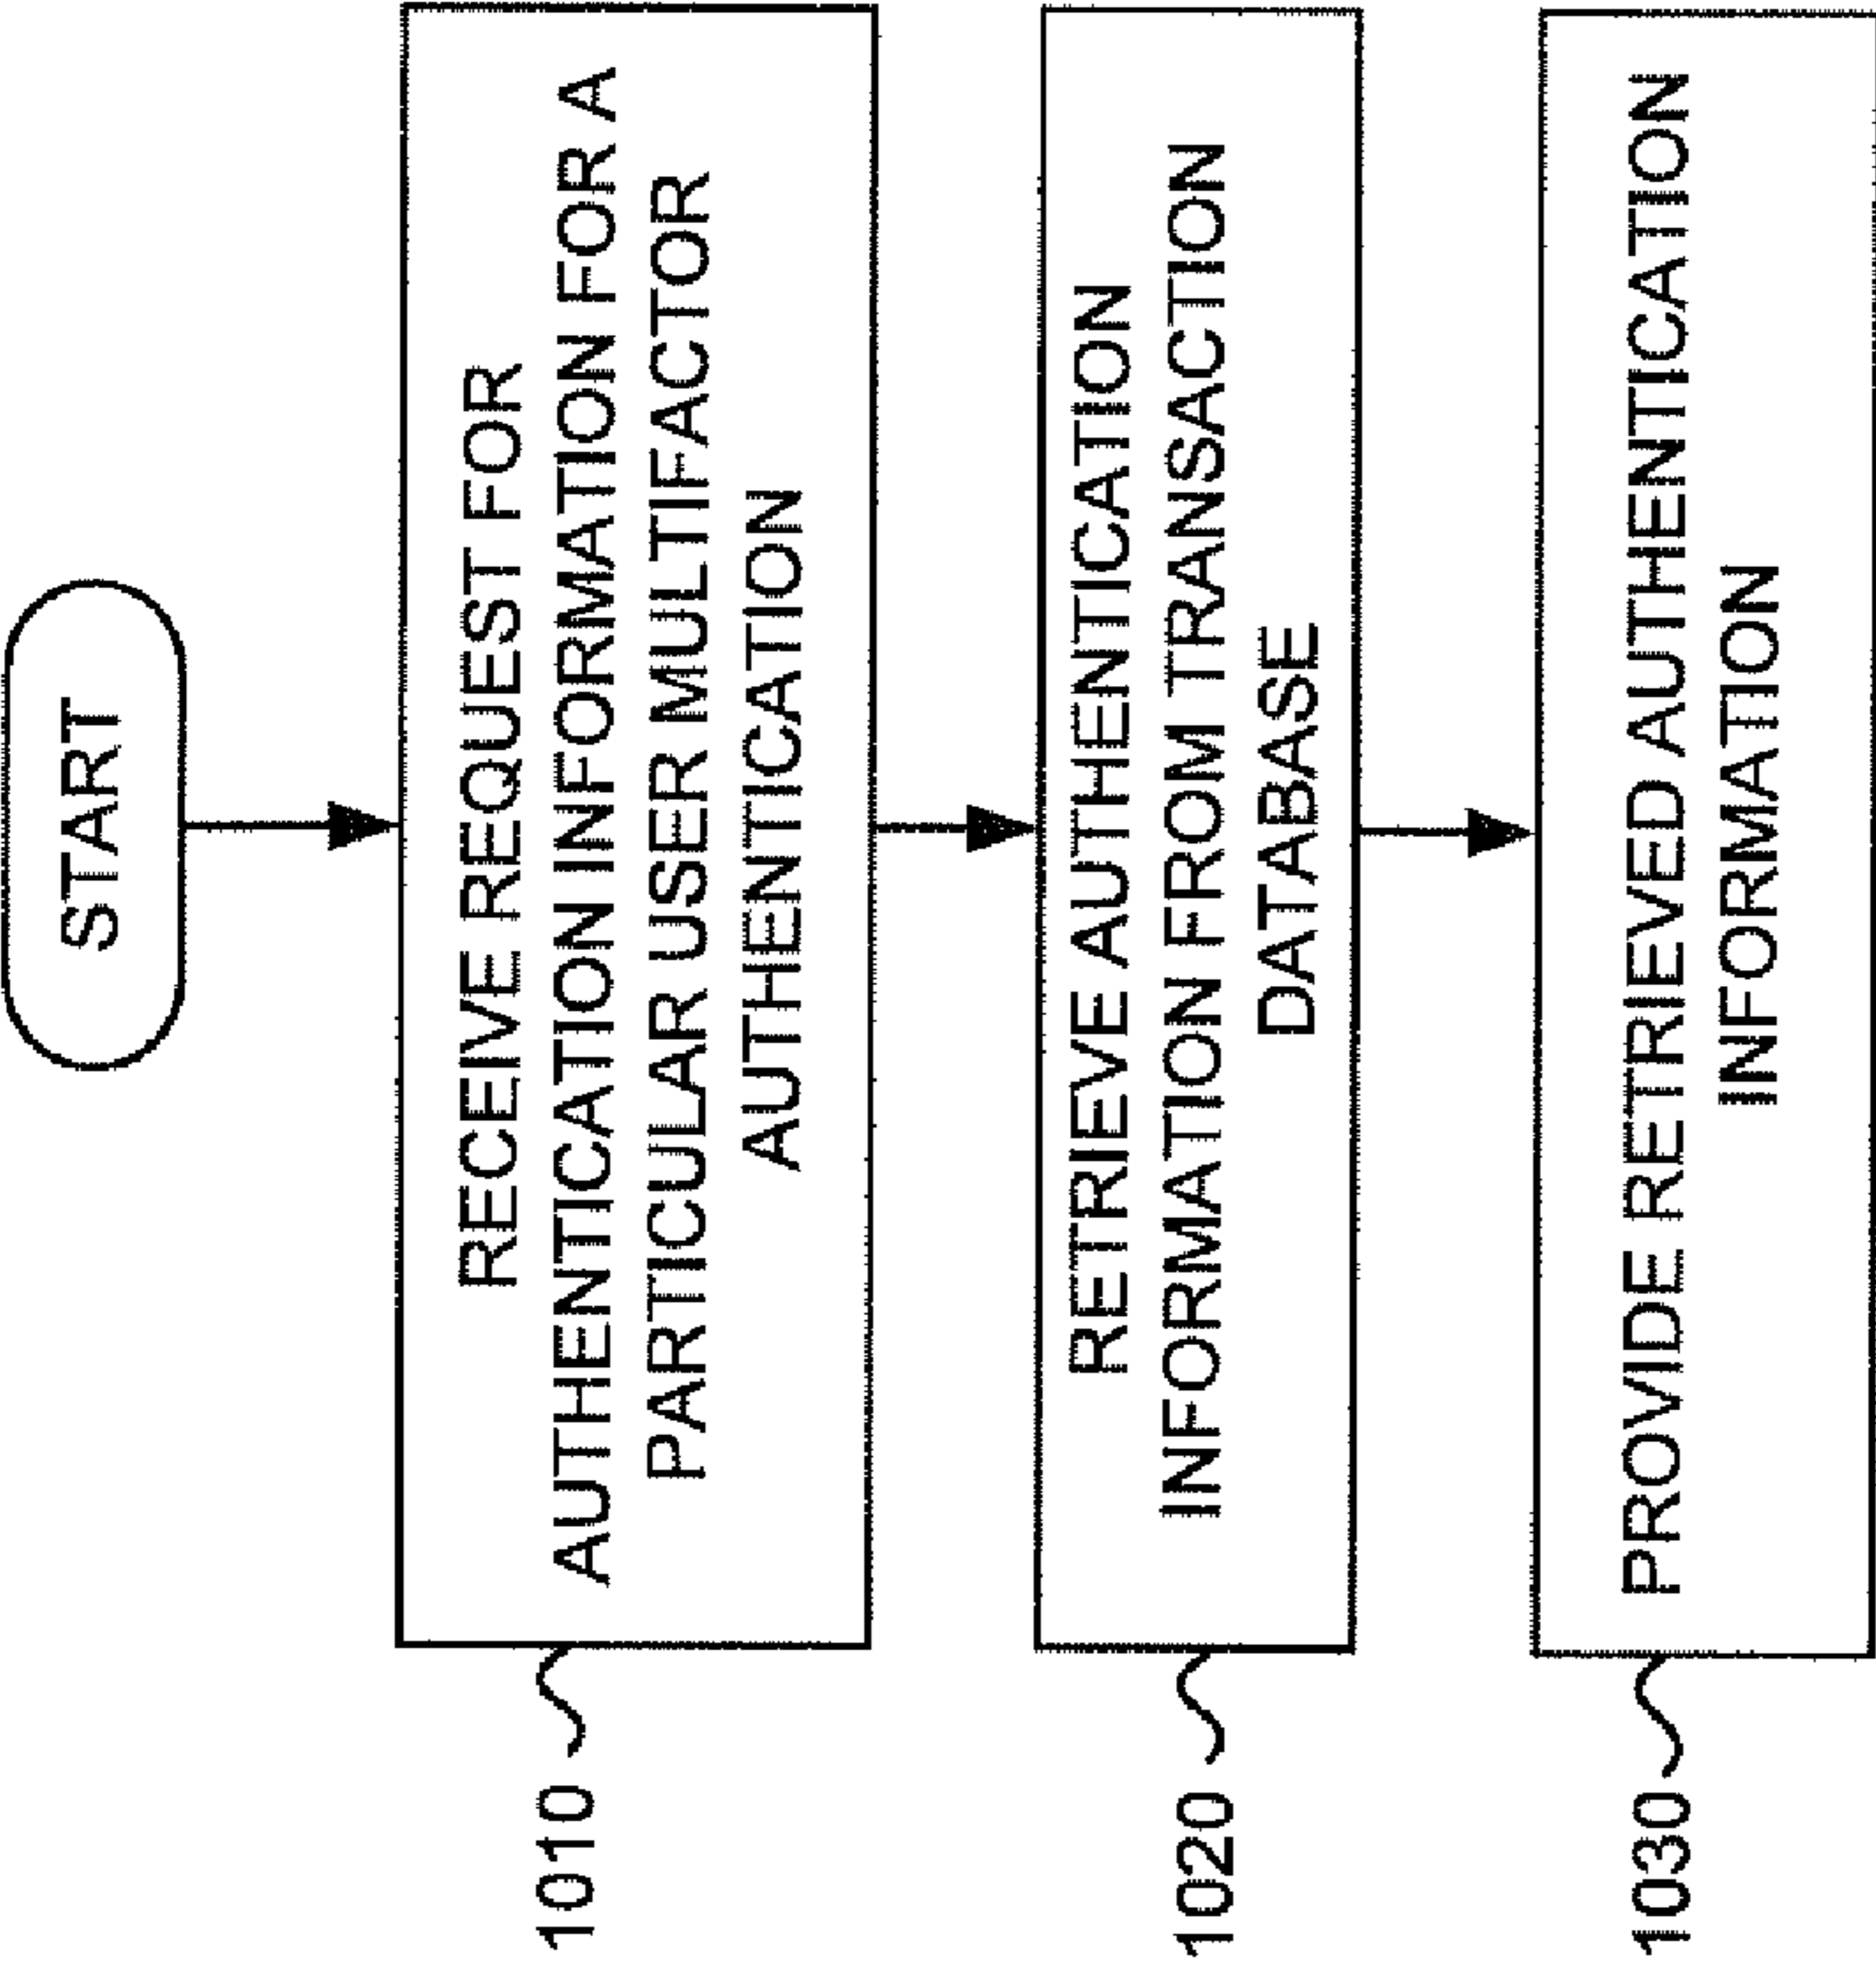 START
1010
RECEIVE REQUEST FOR
AUTHENTICATION INFORMATION FOR A
PARTICULAR USER MULTIFACTOR
AUTHENTICATION
1020
RETRIEVE AUTHENTICATION
INFORMATION FROM TRANSACTION
DATABASE
1030
PROVIDE RETRIEVED AUTHENTICATION
INFORMATION